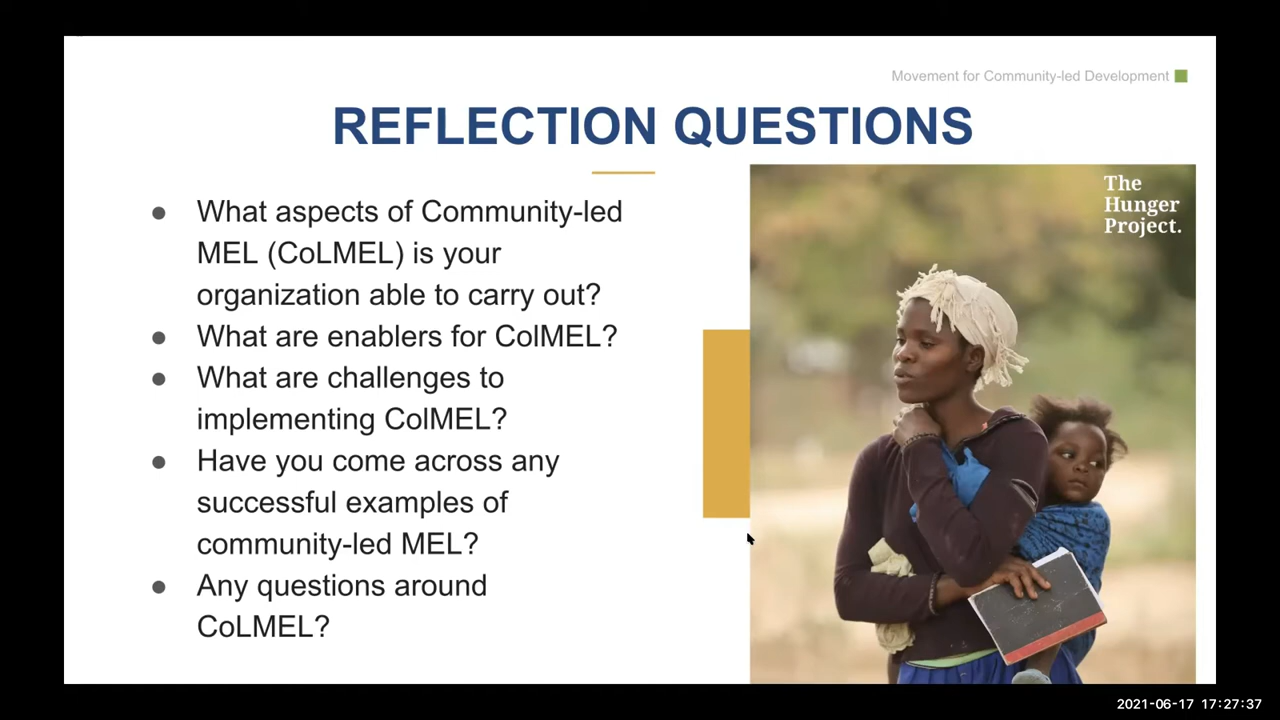 Movement for Community-led Development
REFLECTION QUESTIONS
The
Hunger
Project.
● What aspects of Community-led
MEL (CoLMEL) is your
organization able to carry out?
● What are enablers for ColMEL?
● What are challenges to
implementing ColMEL?
● Have you come across any
successful examples of
community-led MEL?
● Any questions around
CoLMEL?
2021-06-17 17:27:37